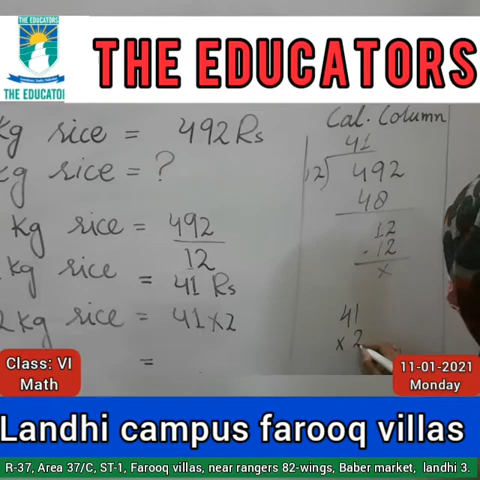 THE EDUCATORS
THE EDUCATORS
THE EDUCATO
kg rice = 492 Rs
kg rice = ?
kg rice = 492
12
kg rice = 41 Rs
2 kg rice = 41 x 2
=
Cal. Column
41
12) 492
48
12
- 12
x
41
x 2
Class: VI
Math
11-01-2021
Monday
Landhi campus farooq villas
R-37, Area 37/C, ST-1, Farooq villas, near rangers 82-wings, Baber market, landhi 3.